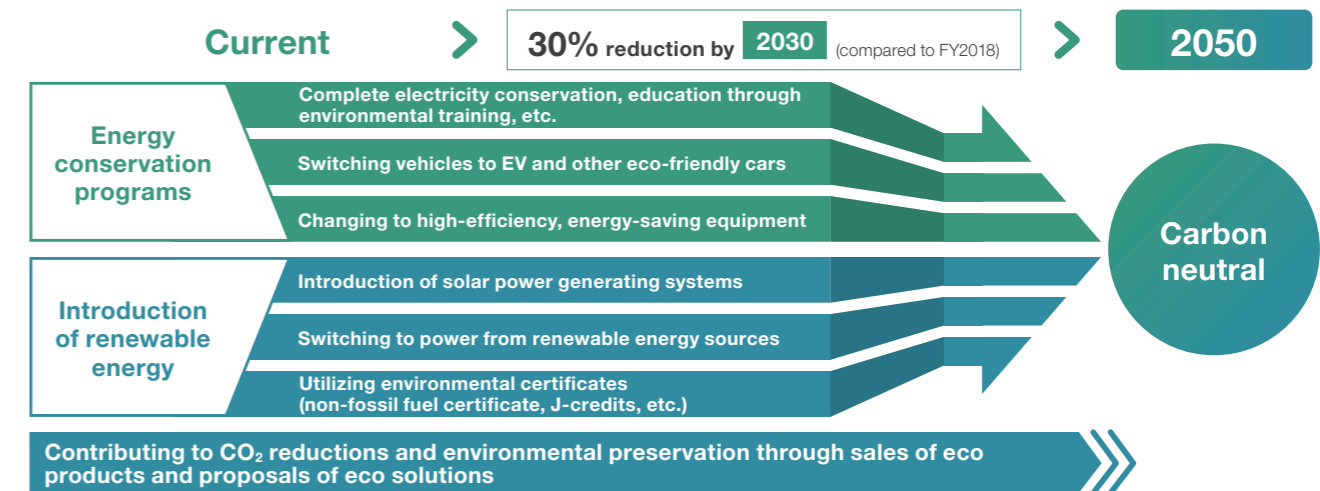 Current
30% reduction by 2030 (compared to FY2018)
2050
Energy
conservation
programs
Complete electricity conservation, education through
environmental training, etc.
Switching vehicles to EV and other eco-friendly cars
Changing to high-efficiency, energy-saving equipment
Introduction
of renewable
energy
Introduction of solar power generating systems
Switching to power from renewable energy sources
Utilizing environmental certificates
(non-fossil fuel certificate, J-credits, etc.)
Carbon
neutral
Contributing to CO₂ reductions and environmental preservation through sales of eco
products and proposals of eco solutions